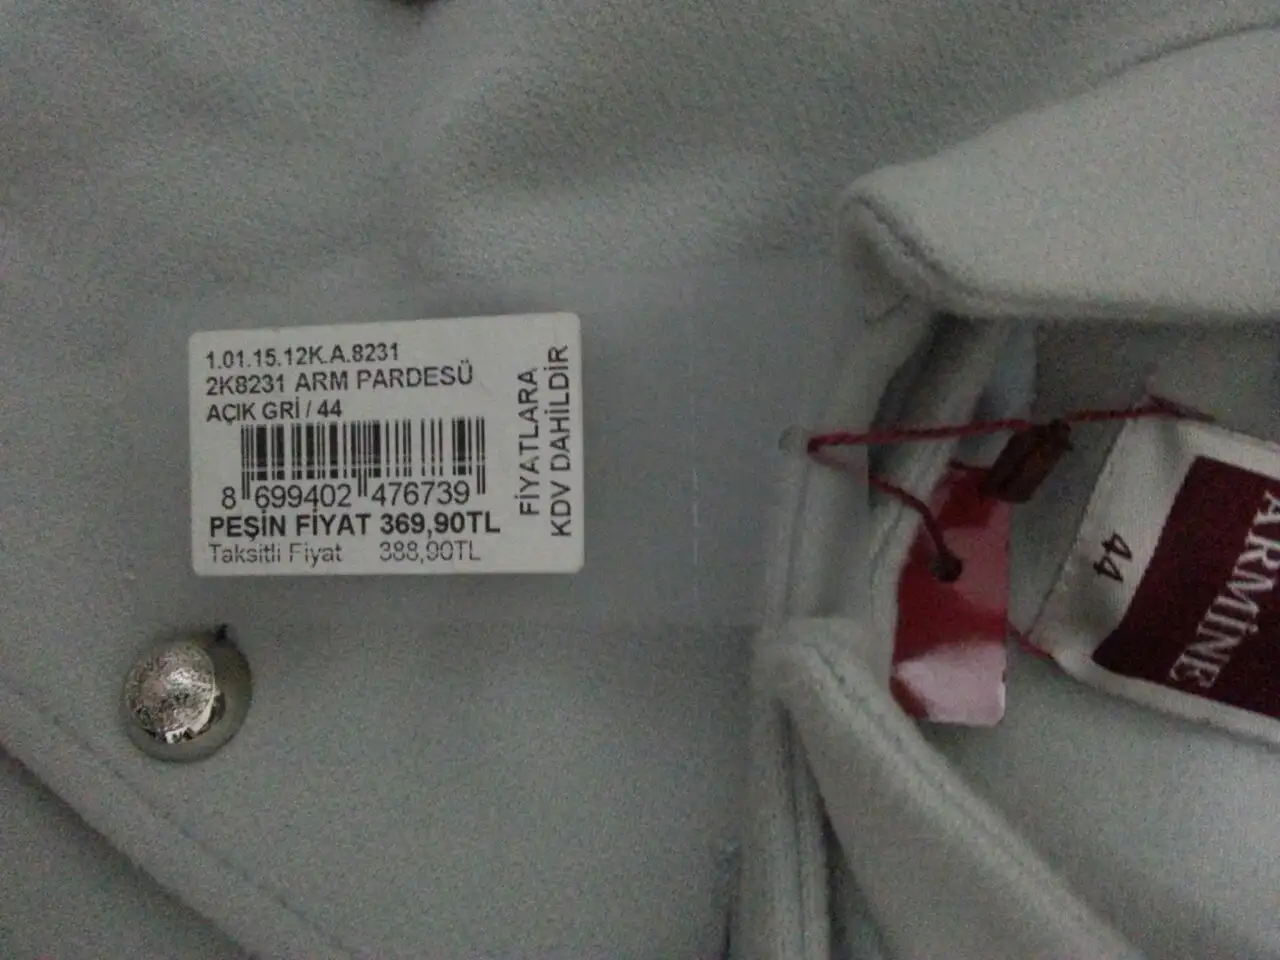 1.01.15.12K.A.8231
2K8231 ARM PARDESÜ
AÇIK GRİ / 44
8 699402 476739
PEŞİN FİYAT 369,90TL
Taksitli Fiyat 388,90TL
FİYATLARA
KDV DAHİLDİR
44
ARMİNE